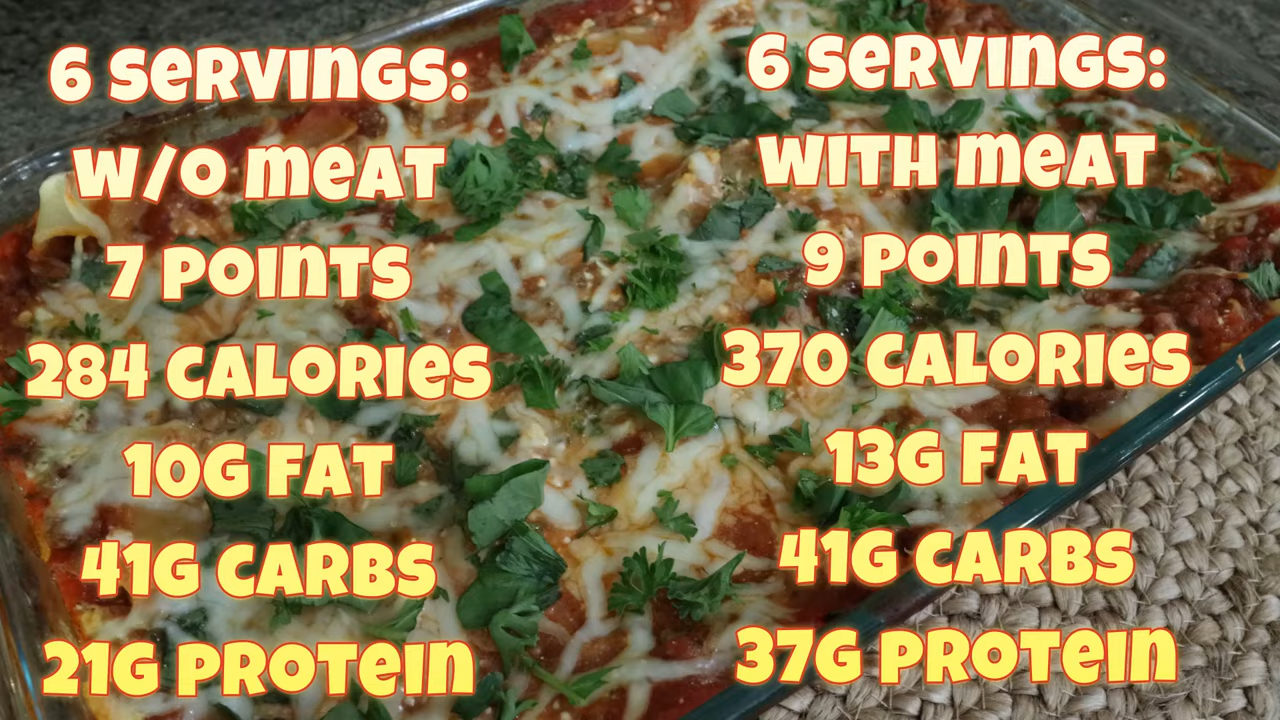 6 SERVINGS:
W/O MEAT
7 POINTS
284 CALORIES
10G FAT
41G CARBS
21G PROTEIN
6 SERVINGS:
WITH MEAT
9 POINTS
370 CALORIES
13G FAT
41G CARBS
37G PROTEIN